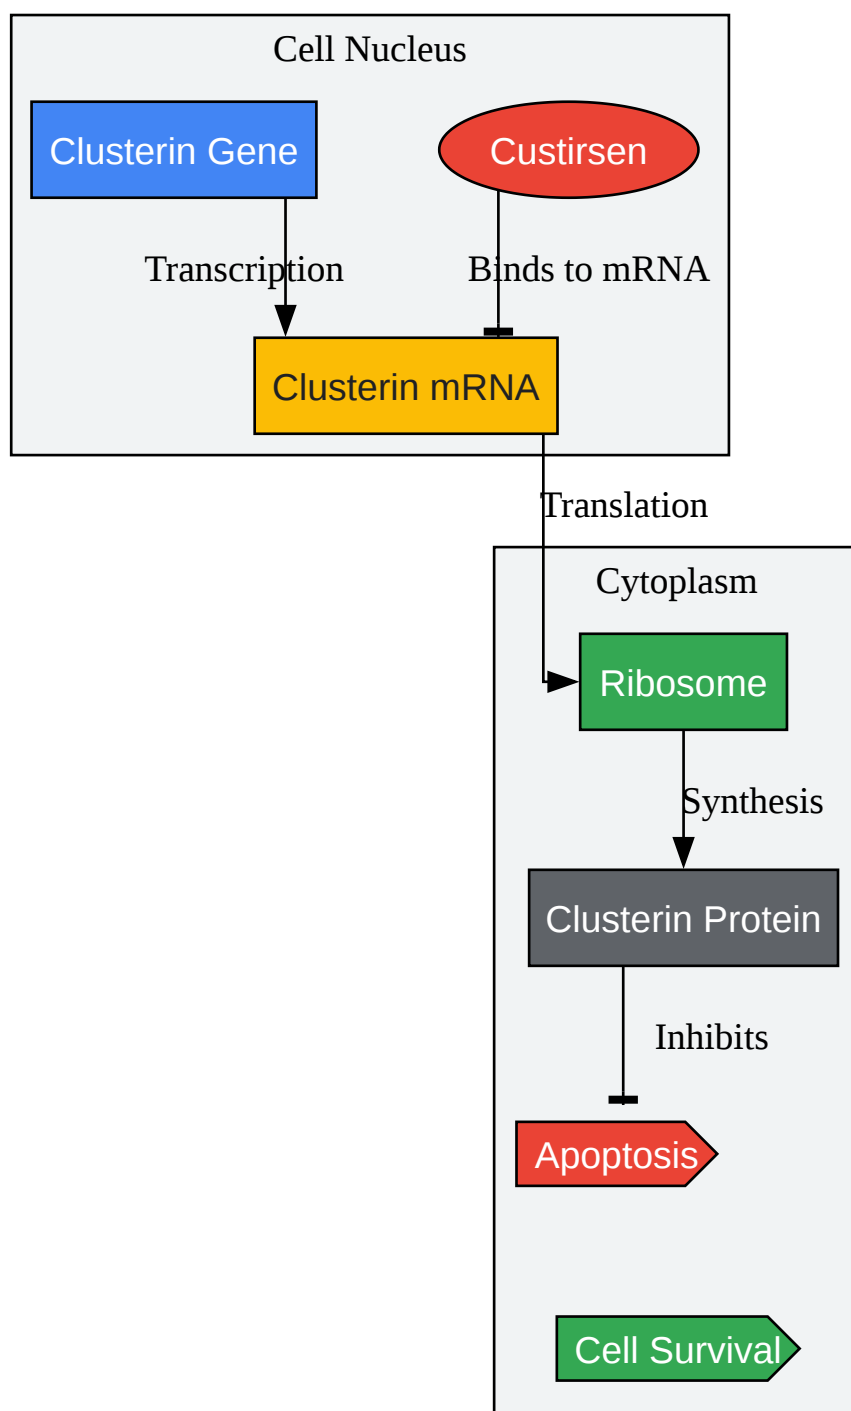 Cell Nucleus
Clusterin Gene
Custirsen
Transcription
Binds to mRNA
Clusterin mRNA
Translation
Cytoplasm
Ribosome
Synthesis
Clusterin Protein
Inhibits
Apoptosis
Cell Survival